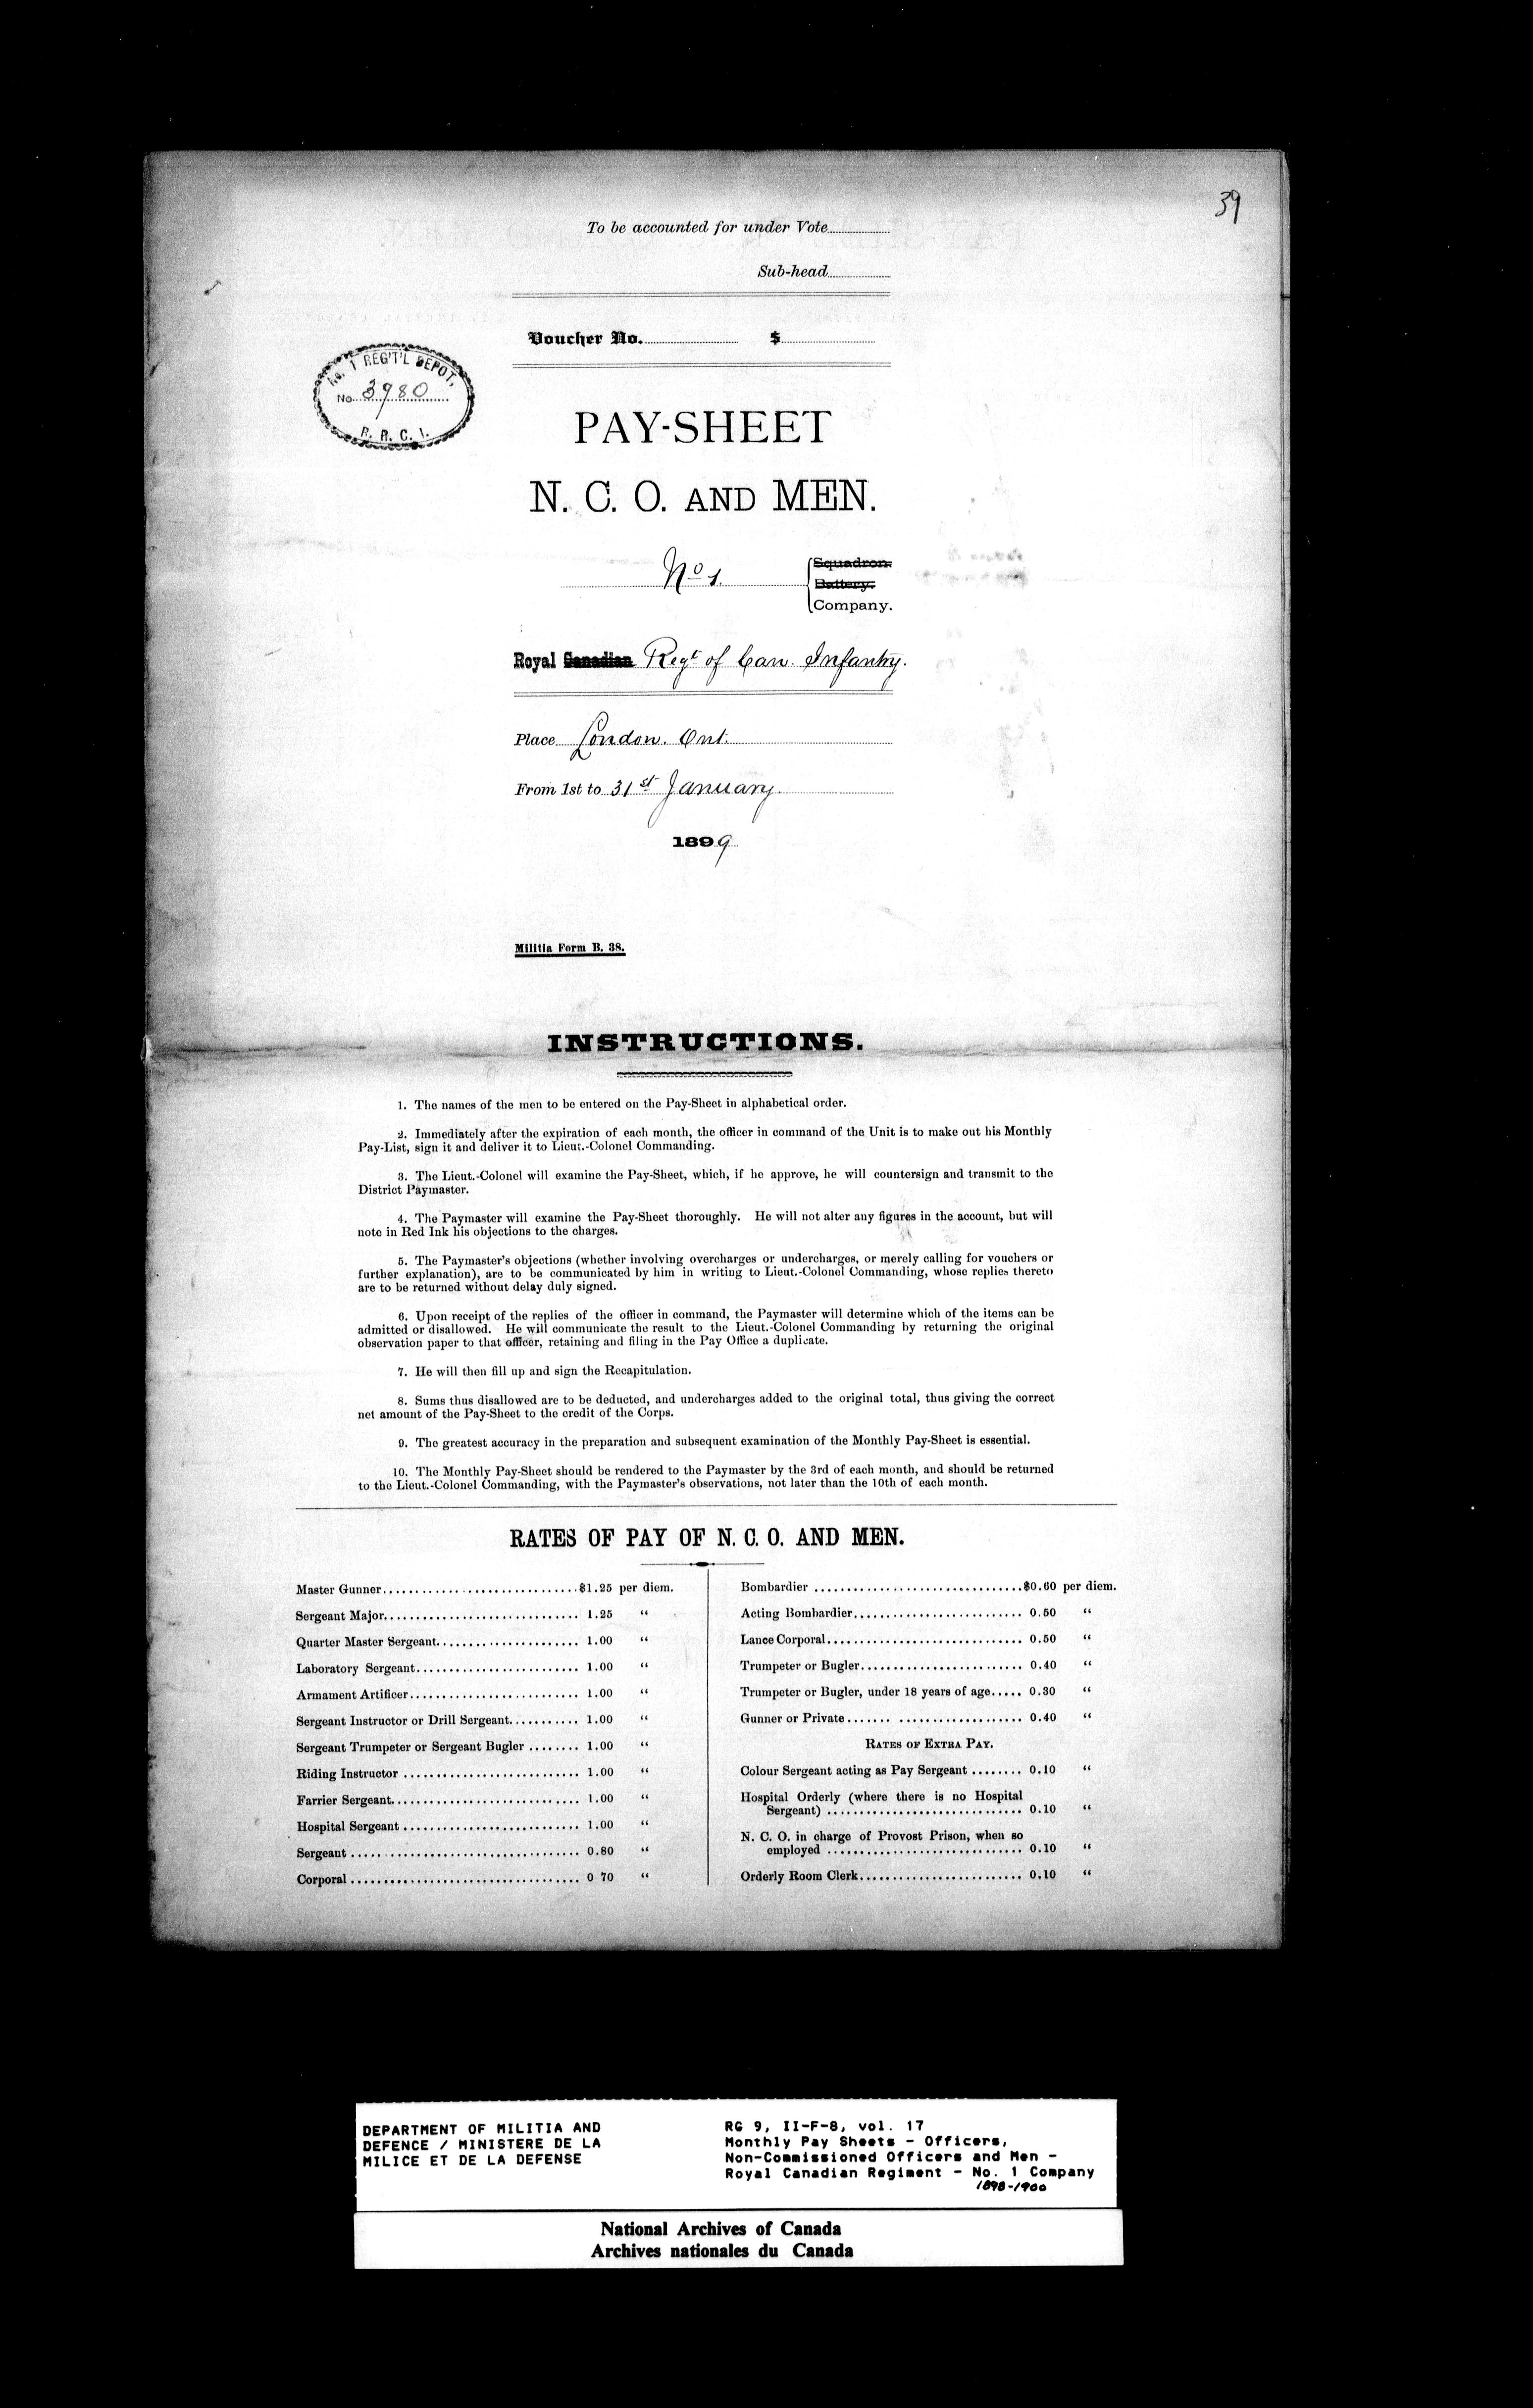 39
To be accounted for under Vote
Sub-head
Voucher No. $
No. 1 REG'T'L DEPOT,
No. 3980
R. R. C. I.
PAY-SHEET
N. C. O. AND MEN.
No 1.
Squadron.
Battery.
Company.
Royal Canadian Regt of Can. Infantry.
Place London. Ont.
From 1st to 31st January.
1899
Militia Form B. 38.
INSTRUCTIONS.
1. The names of the men to be entered on the Pay-Sheet in alphabetical order.
2. Immediately after the expiration of each month, the officer in command of the Unit is to make out his Monthly
Pay-List, sign it and deliver it to Lieut.-Colonel Commanding.
3. The Lieut.-Colonel will examine the Pay-Sheet, which, if he approve, he will countersign and transmit to the
District Paymaster.
4. The Paymaster will examine the Pay-Sheet thoroughly. He will not alter any figures in the account, but will
note in Red Ink his objections to the charges.
5. The Paymaster's objections (whether involving overcharges or undercharges, or merely calling for vouchers or
further explanation), are to be communicated by him in writing to Lieut.-Colonel Commanding, whose replies thereto
are to be returned without delay duly signed.
6. Upon receipt of the replies of the officer in command, the Paymaster will determine which of the items can be
admitted or disallowed. He will communicate the result to the Lieut.-Colonel Commanding by returning the original
observation paper to that officer, retaining and filing in the Pay Office a duplicate.
7. He will then fill up and sign the Recapitulation.
8. Sums thus disallowed are to be deducted, and undercharges added to the original total, thus giving the correct
net amount of the Pay-Sheet to the credit of the Corps.
9. The greatest accuracy in the preparation and subsequent examination of the Monthly Pay-Sheet is essential.
10. The Monthly Pay-Sheet should be rendered to the Paymaster by the 3rd of each month, and should be returned
to the Lieut.-Colonel Commanding, with the Paymaster's observations, not later than the 10th of each month.
RATES OF PAY OF N. C. O. AND MEN.
Master Gunner $1.25 per diem.
Sergeant Major 1.25 "
Quarter Master Sergeant 1.00 "
Laboratory Sergeant 1.00 "
Armament Artificer 1.00 "
Sergeant Instructor or Drill Sergeant 1.00 "
Sergeant Trumpeter or Sergeant Bugler 1.00 "
Riding Instructor 1.00 "
Farrier Sergeant 1.00 "
Hospital Sergeant 1.00 "
Sergeant 0.80 "
Corporal 0 70 "
Bombardier $0.60 per diem.
Acting Bombardier 0.50 "
Lance Corporal 0.50 "
Trumpeter or Bugler 0.40 "
Trumpeter or Bugler, under 18 years of age 0.30 "
Gunner or Private 0.40 "
RATES OF EXTRA PAY.
Colour Sergeant acting as Pay Sergeant 0.10 "
Hospital Orderly (where there is no Hospital
Sergeant) 0.10 "
N. C. O. in charge of Provost Prison, when so
employed 0.10 "
Orderly Room Clerk 0.10 "
DEPARTMENT OF MILITIA AND
DEFENCE / MINISTERE DE LA
MILICE ET DE LA DEFENSE
RG 9, II-F-8, vol. 17
Monthly Pay Sheets - Officers,
Non-Commissioned Officers and Men -
Royal Canadian Regiment - No. 1 Company
1898-1900
National Archives of Canada
Archives nationales du Canada